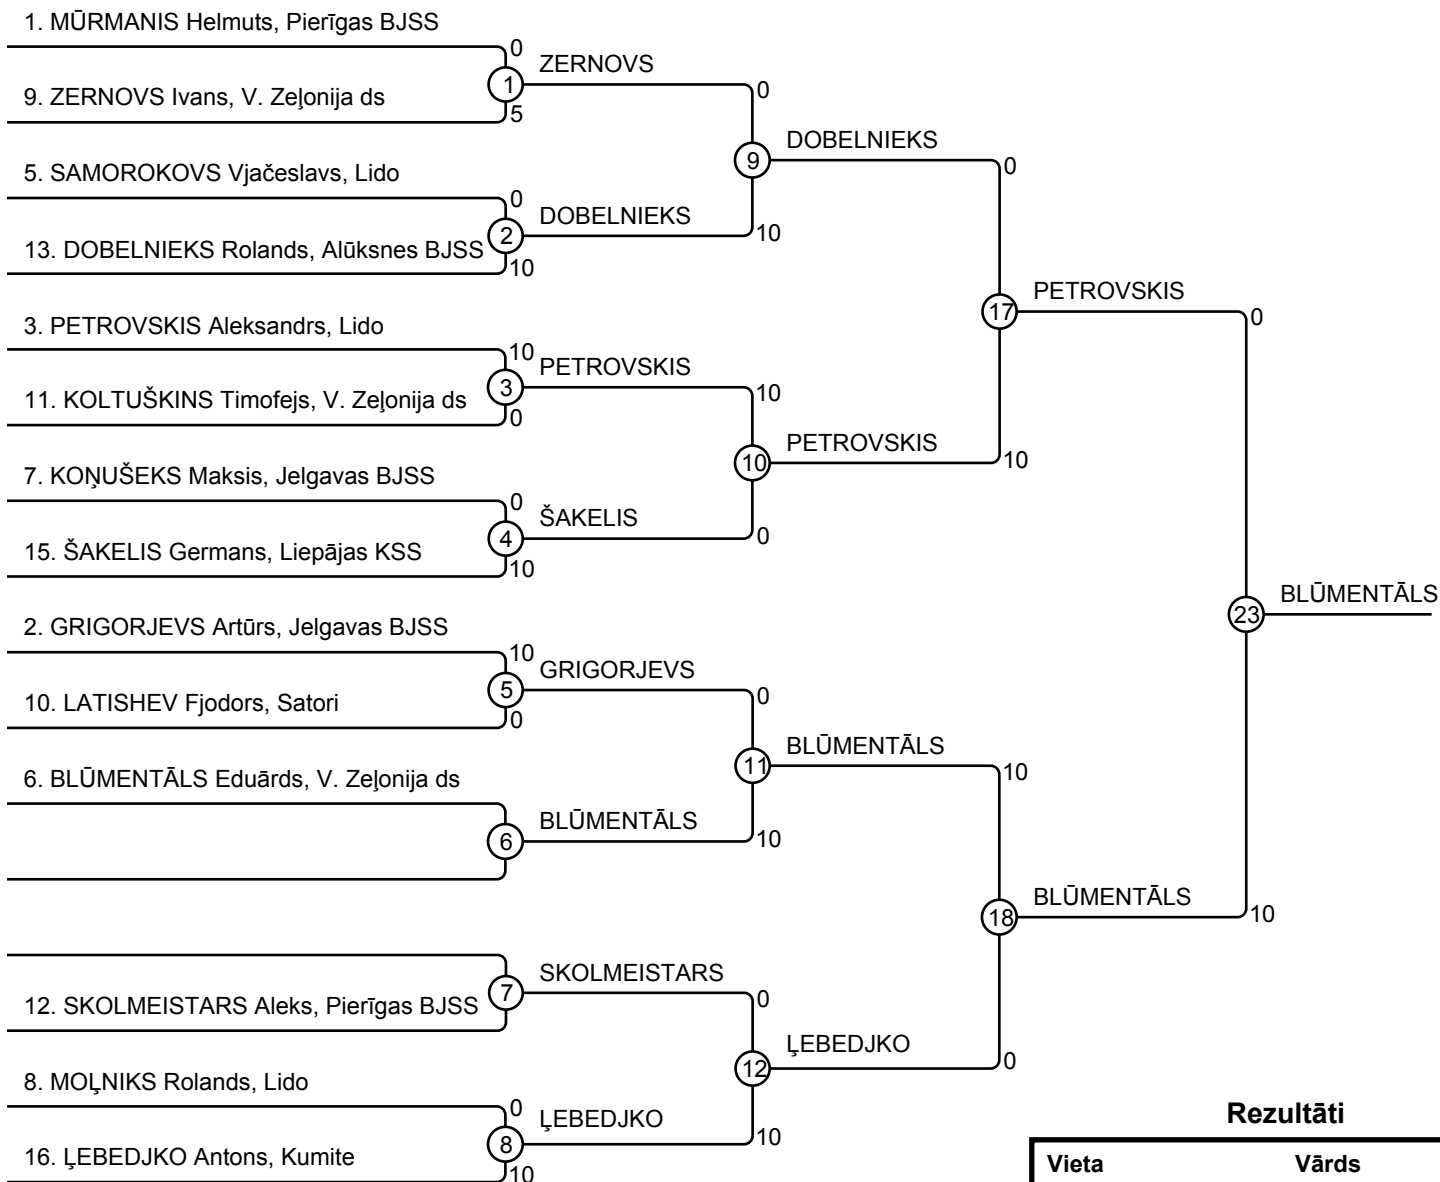 1. MŪRMANIS Helmuts, Pierīgas BJSS
0
ZERNOVS
1
0
9. ZERNOVS Ivans, V. Zeļonija ds
5
DOBELNIEKS
9
0
5. SAMOROKOVS Vjačeslavs, Lido
0
DOBELNIEKS
2
10
13. DOBELNIEKS Rolands, Alūksnes BJSS
10
PETROVSKIS
17
0
3. PETROVSKIS Aleksandrs, Lido
10
PETROVSKIS
3
10
11. KOLTUŠKINS Timofejs, V. Zeļonija ds
0
PETROVSKIS
10
10
7. KOŅUŠEKS Maksis, Jelgavas BJSS
0
ŠAKELIS
4
0
15. ŠAKELIS Germans, Liepājas KSS
10
BLŪMENTĀLS
23
2. GRIGORJEVS Artūrs, Jelgavas BJSS
10
GRIGORJEVS
5
0
10. LATISHEV Fjodors, Satori
0
BLŪMENTĀLS
11
10
6. BLŪMENTĀLS Eduārds, V. Zeļonija ds
BLŪMENTĀLS
6
10
BLŪMENTĀLS
18
10
SKOLMEISTARS
7
0
12. SKOLMEISTARS Aleks, Pierīgas BJSS
ĻEBEDJKO
12
0
8. MOĻNIKS Rolands, Lido
0
ĻEBEDJKO
8
10
16. ĻEBEDJKO Antons, Kumite
10
Rezultāti
Vieta Vārds